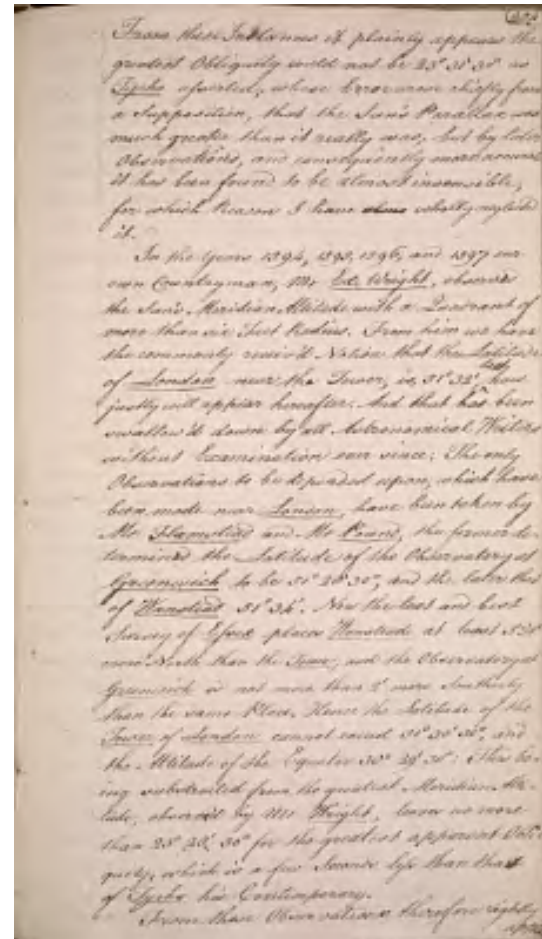 From these Instances it plainly appears the
greatest Obliquity could not be 23° 31' 30" as
Tycho asserted, whose Error arose chiefly from
a Supposition, that the Sun's Parallax was
much greater than it really was, but by later
Observations, and consequently more accurate
it has been found to be almost insensible,
for which Reason I have wholly neglected
it.
In the Years 1594, 1595, 1596, and 1597 our
own Countryman, Mr Ed. Wright, observed
the Sun's Meridian Altitude with a Quadrant of
more than six Feet Radius. From him we have
the commonly receiv'd Notion that the Latitude
of London near the Tower, is, 51° 32', how
justly will appear hereafter. And that has been
swallow'd down by all Astronomical Writers
without Examination ever since; The only
Observations to be depended upon, which have
been made near London, have been taken by
Mr Flamsteed and Mr Pound, the former de-
termined the Latitude of the Observatory at
Greenwich to be 51° 28' 30", and the later that
of Wansted 51° 34'. Now the last and best
Survey of Essex places Wansted at least
more North than the Tower, and the Observatory at
Greenwich is not more than 2' more Southerly
than the same Place. Hence the Latitude of the
Tower of London cannot exceed 51° 30' 30", and
the Altitude of the Equator 38° 29' 30": This be-
ing substracted from the greatest Meridian Alti-
tude, observ'd by Mr Wright, leaves no more
than 23° 30" for the greatest apparent Obli-
quity, which is a few Seconds less than that
of Tycho his Contemporary.
From these Observations therefore rightly